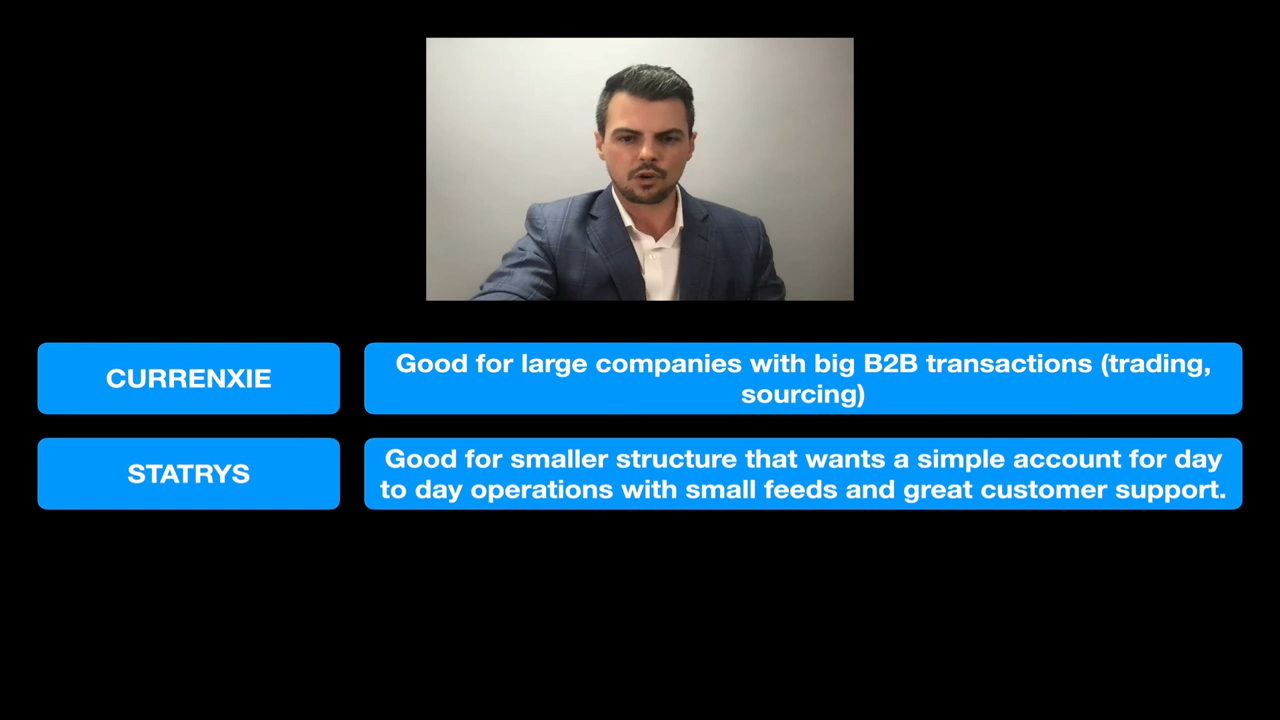 CURRENXIE
Good for large companies with big B2B transactions (trading,
sourcing)
STATRYS
Good for smaller structure that wants a simple account for day
to day operations with small feeds and great customer support.